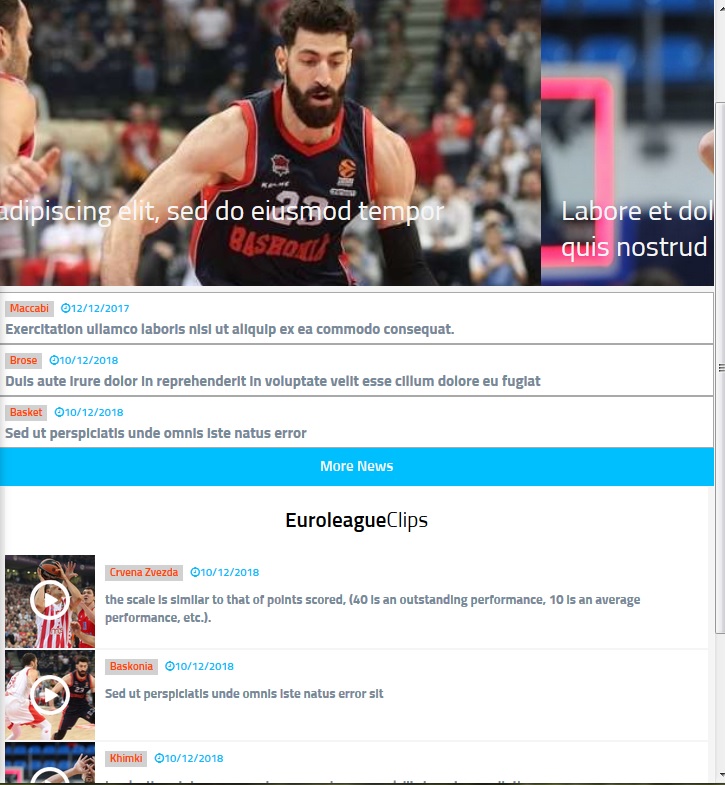 adipiscing elit, sed do eiusmod tempor
Labore et dol
quis nostrud
23
BASKONIA
Maccabi 12/12/2017
Exercitation ullamco laboris nisi ut aliquip ex ea commodo consequat.
Brose 10/12/2018
Duis aute irure dolor in reprehenderit in voluptate velit esse cillum dolore eu fugiat
Basket 10/12/2018
Sed ut perspiciatis unde omnis iste natus error
More News
EuroleagueClips
Crvena Zvezda 10/12/2018
the scale is similar to that of points scored, (40 is an outstanding performance, 10 is an average
performance, etc.).
Baskonia 10/12/2018
Sed ut perspiciatis unde omnis iste natus error sit
Khimki 10/12/2018